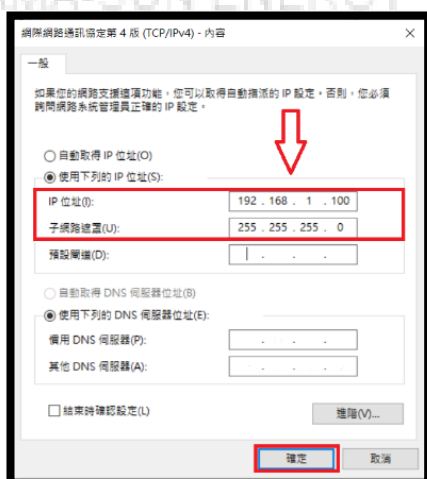 網際網路通訊協定第 4 版 (TCP/IPv4) - 內容
一般
如果您的網路支援這項功能,您可以取得自動指派的 IP 設定。否則,您必須
詢問網路系統管理員正確的 IP 設定。
自動取得 IP 位址(O)
使用下列的 IP 位址(S):
IP 位址(I): 192 . 168 . 1 . 100
子網路遮罩(U): 255 . 255 . 255 . 0
預設閘道(D): . . .
自動取得 DNS 伺服器位址(B)
使用下列的 DNS 伺服器位址(E):
慣用 DNS 伺服器(P): . . .
其他 DNS 伺服器(A): . . .
結束時確認設定(L)
進階(V)...
確定
取消